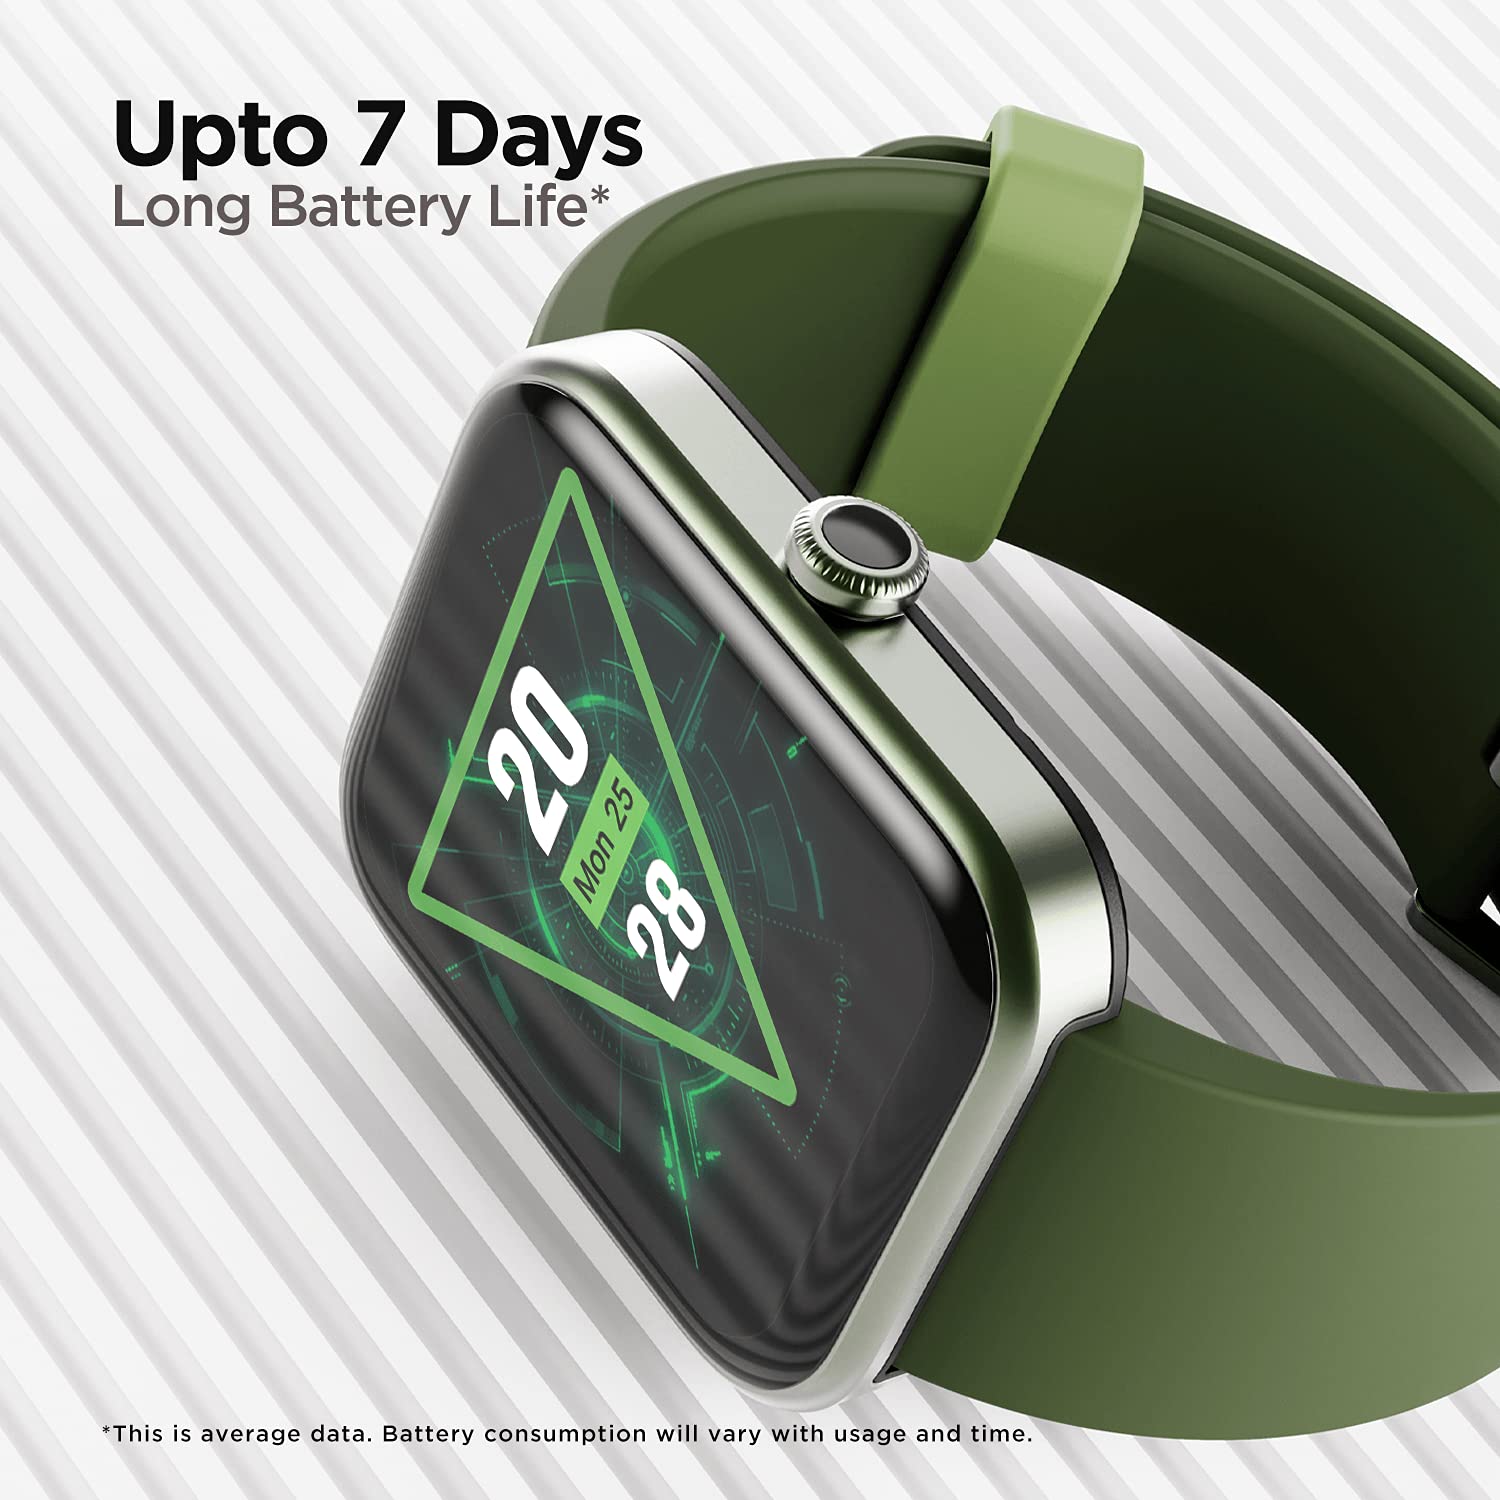 Upto 7 Days
Long Battery Life*
20
Mon 25
28
*This is average data. Battery consumption will vary with usage and time.